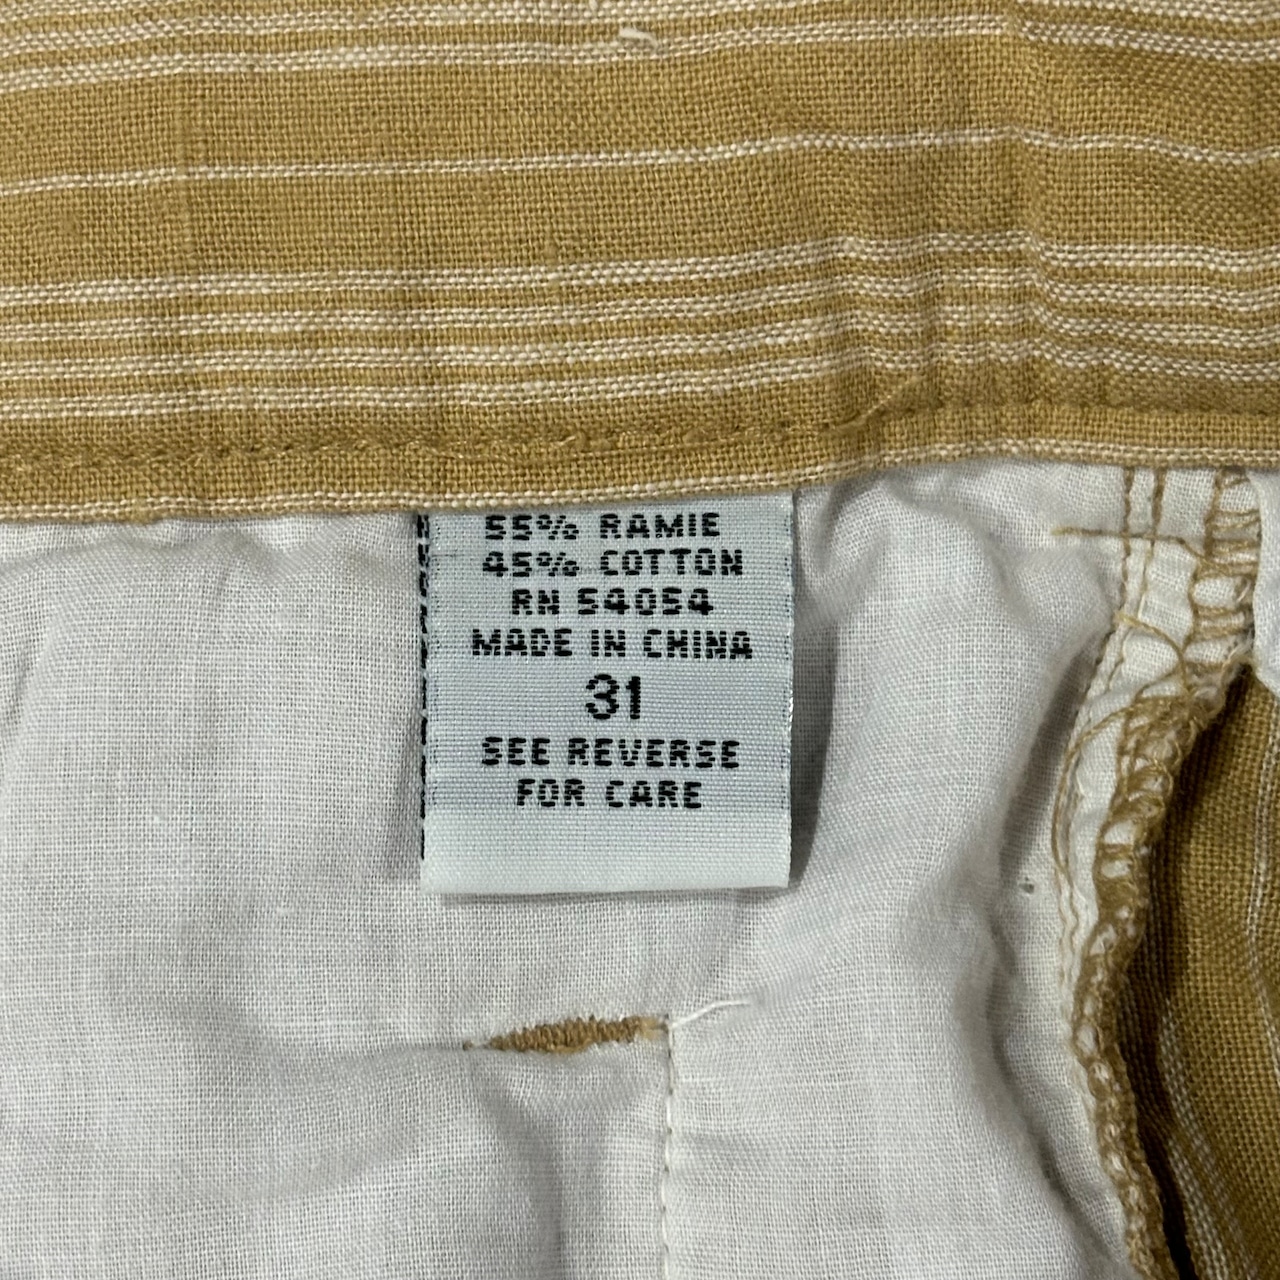 55% RAMIE
45% COTTON
RN 54054
MADE IN CHINA
31
SEE REVERSE
FOR CARE